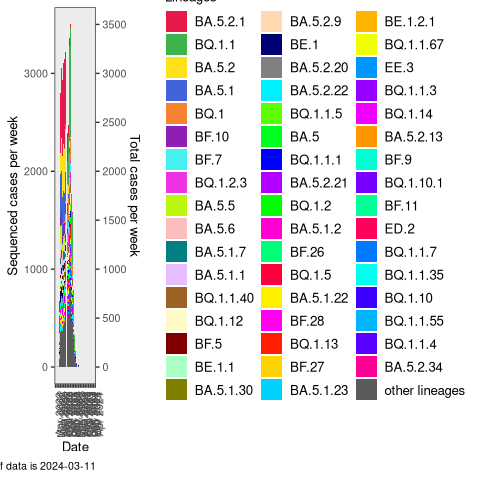 Lineages
BA.5.2.1
BQ.1.1
BA.5.2
BA.5.1
BQ.1
BF.10
BF.7
BQ.1.2.3
BA.5.5
BA.5.6
BA.5.1.7
BA.5.1.1
BQ.1.1.40
BQ.1.12
BF.5
BE.1.1
BA.5.1.30
BA.5.2.9
BE.1
BA.5.2.20
BA.5.2.22
BQ.1.1.5
BA.5
BQ.1.1.1
BA.5.2.21
BQ.1.2
BA.5.1.2
BF.26
BQ.1.5
BA.5.1.22
BF.28
BQ.1.13
BF.27
BA.5.1.23
BE.1.2.1
BQ.1.1.67
EE.3
BQ.1.1.3
BQ.1.14
BA.5.2.13
BF.9
BQ.1.10.1
BF.11
ED.2
BQ.1.1.7
BQ.1.1.35
BQ.1.10
BQ.1.1.55
BQ.1.1.4
BA.5.2.34
other lineages
Sequenced cases per week
3000
2000
1000
0
Total cases per week
3500
3000
2500
2000
1500
1000
500
0
Date
f data is 2024-03-11